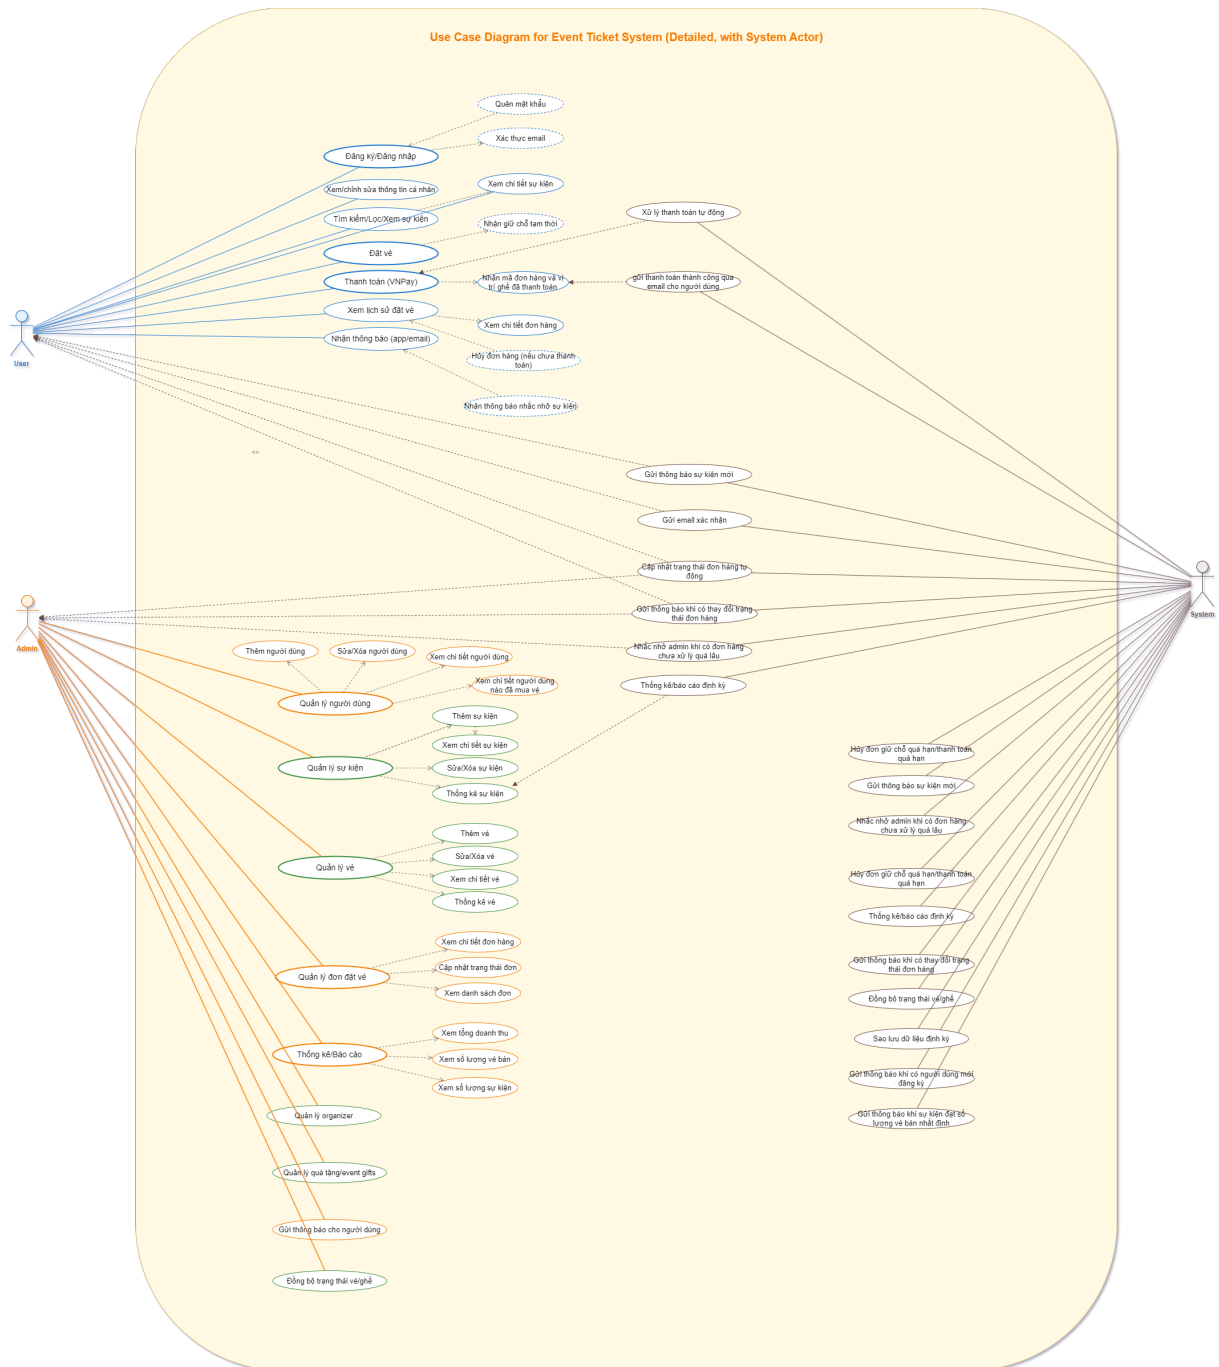 Use Case Diagram for Event Ticket System (Detailed, with System Actor)
Quên mật khẩu
Xác thực email
Đăng ký/Đăng nhập
Xem/chỉnh sửa thông tin cá nhân
Xem chi tiết sự kiện
Tìm kiếm/Lọc/Xem sự kiện
Nhận giữ chỗ tạm thời
Xử lý thanh toán tự động
Đặt vé
Thanh toán (VNPay)
Nhận mã đơn hàng và vị
trí ghế đã thanh toán
gửi thanh toán thành công qua
email cho người dùng
Xem lịch sử đặt vé
Xem chi tiết đơn hàng
Nhận thông báo (app/email)
Hủy đơn hàng (nếu chưa thanh
toán)
User
Nhận thông báo nhắc nhở sự kiện
<>
Gửi thông báo sự kiện mới
Gửi email xác nhận
Cập nhật trạng thái đơn hàng tự
động
System
Gửi thông báo khi có thay đổi trạng
thái đơn hàng
Admin
Nhắc nhở admin khi có đơn hàng
chưa xử lý quá lâu
Thêm người dùng
Sửa/Xóa người dùng
Xem chi tiết người dùng
Xem chi tiết người dùng
nào đã mua vé
Thống kê/báo cáo định kỳ
Quản lý người dùng
Thêm sự kiện
Xem chi tiết sự kiện
Quản lý sự kiện
Sửa/Xóa sự kiện
Thống kê sự kiện
Hủy đơn giữ chỗ quá hạn/thanh toán
quá hạn
Gửi thông báo sự kiện mới
Nhắc nhở admin khi có đơn hàng
chưa xử lý quá lâu
Thêm vé
Sửa/Xóa vé
Quản lý vé
Xem chi tiết vé
Thống kê vé
Hủy đơn giữ chỗ quá hạn/thanh toán
quá hạn
Thống kê/báo cáo định kỳ
Xem chi tiết đơn hàng
Cập nhật trạng thái đơn
Quản lý đơn đặt vé
Xem danh sách đơn
Gửi thông báo khi có thay đổi trạng
thái đơn hàng
Đồng bộ trạng thái vé/ghế
Xem tổng doanh thu
Thống kê/Báo cáo
Xem số lượng vé bán
Xem số lượng sự kiện
Sao lưu dữ liệu định kỳ
Gửi thông báo khi có người dùng mới
đăng ký
Gửi thông báo khi sự kiện đạt số
lượng vé bán nhất định
Quản lý organizer
Quản lý quà tặng/event gifts
Gửi thông báo cho người dùng
Đồng bộ trạng thái vé/ghế